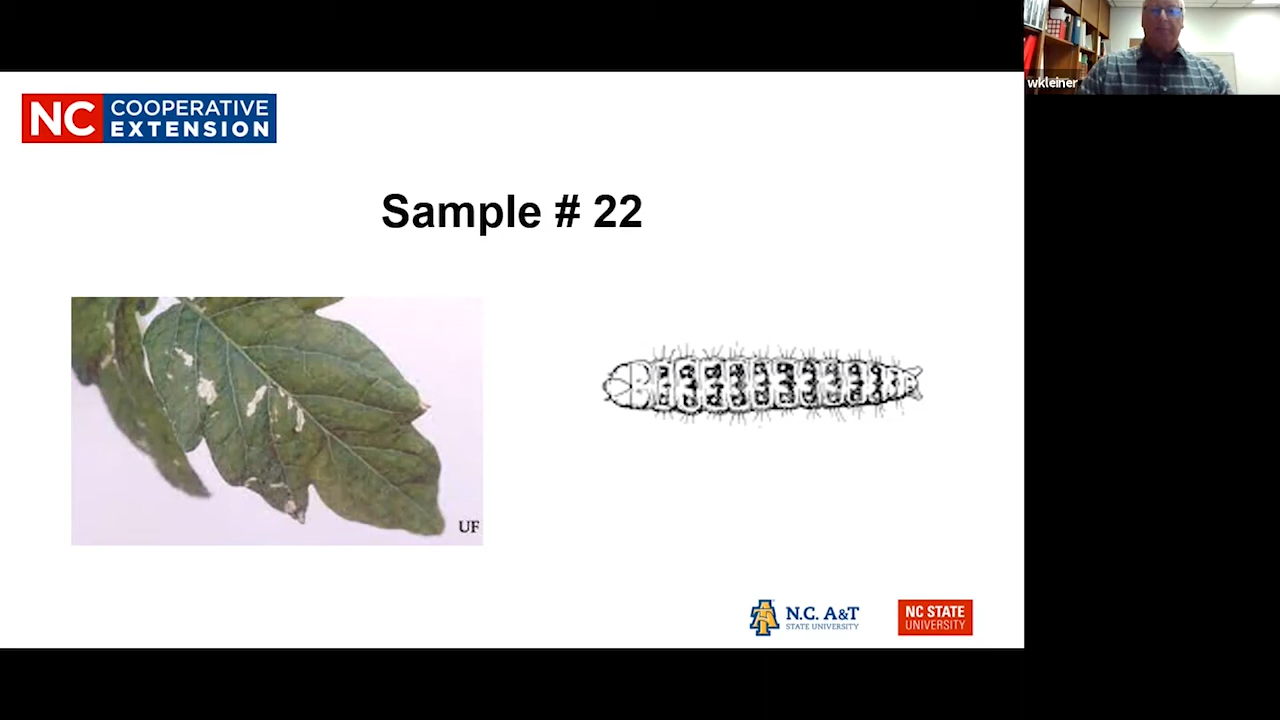 wkleiner
NC COOPERATIVE
EXTENSION
Sample # 22
UF
N.C. A&T
STATE UNIVERSITY
NC STATE
UNIVERSITY